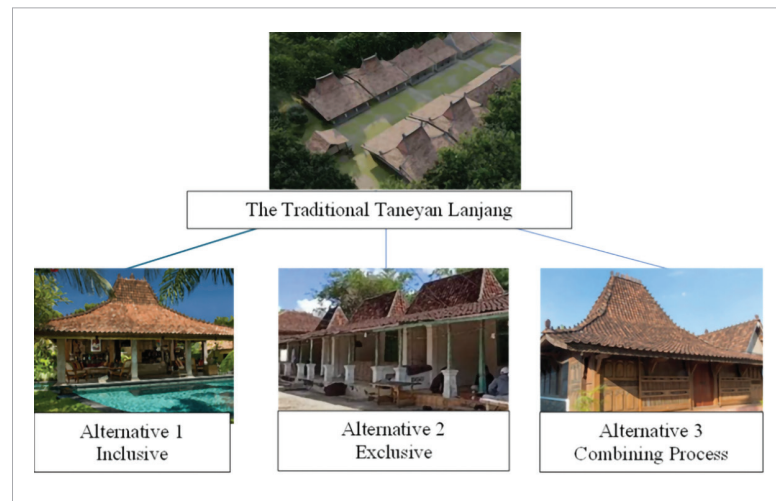 The Traditional Taneyan Lanjang
Alternative 1
Inclusive
Alternative 2
Exclusive
Alternative 3
Combining Process